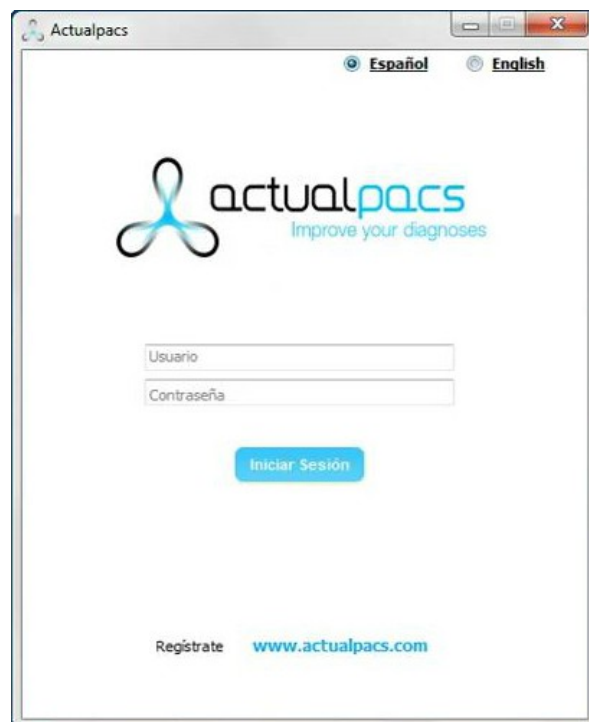 Actualpacs
Español English
actualpacs
Improve your diagnoses
Usuario
Contraseña
Iniciar Sesión
Regístrate www.actualpacs.com